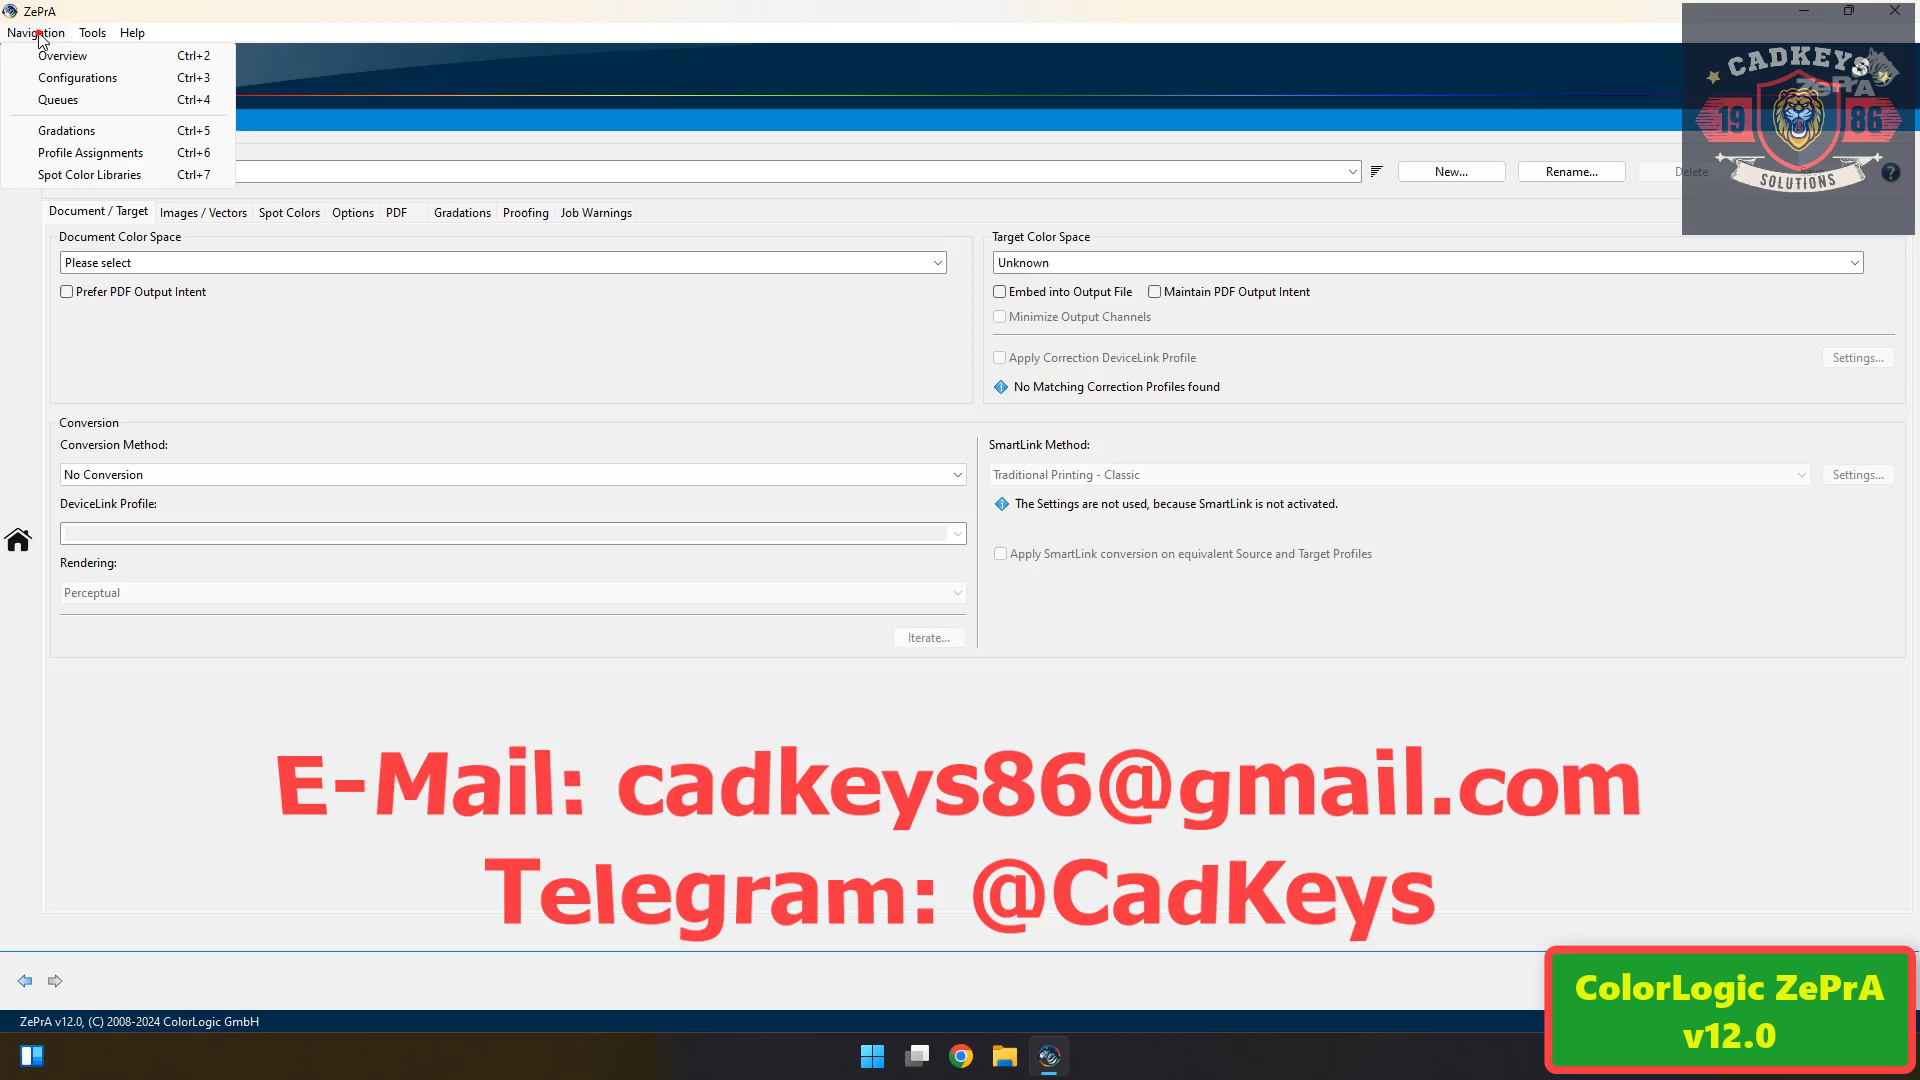 ZePrA
Navigation Tools Help
Overview Ctrl+2
Configurations Ctrl+3
Queues Ctrl+4
Gradations Ctrl+5
Profile Assignments Ctrl+6
Spot Color Libraries Ctrl+7
CADKEYS
ZePrA
1986
SOLUTIONS
New...
Rename...
Delete
?
Document / Target
Images / Vectors
Spot Colors
Options
PDF
Gradations
Proofing
Job Warnings
Document Color Space
Please select
Prefer PDF Output Intent
Target Color Space
Unknown
Embed into Output File
Maintain PDF Output Intent
Minimize Output Channels
Apply Correction DeviceLink Profile
Settings...
No Matching Correction Profiles found
Conversion
Conversion Method:
No Conversion
DeviceLink Profile:
Rendering:
Perceptual
Iterate...
SmartLink Method:
Traditional Printing - Classic
Settings...
The Settings are not used, because SmartLink is not activated.
Apply SmartLink conversion on equivalent Source and Target Profiles
E-Mail: cadkeys86@gmail.com
Telegram: @CadKeys
ColorLogic ZePrA
v12.0
ZePrA v12.0, (C) 2008-2024 ColorLogic GmbH